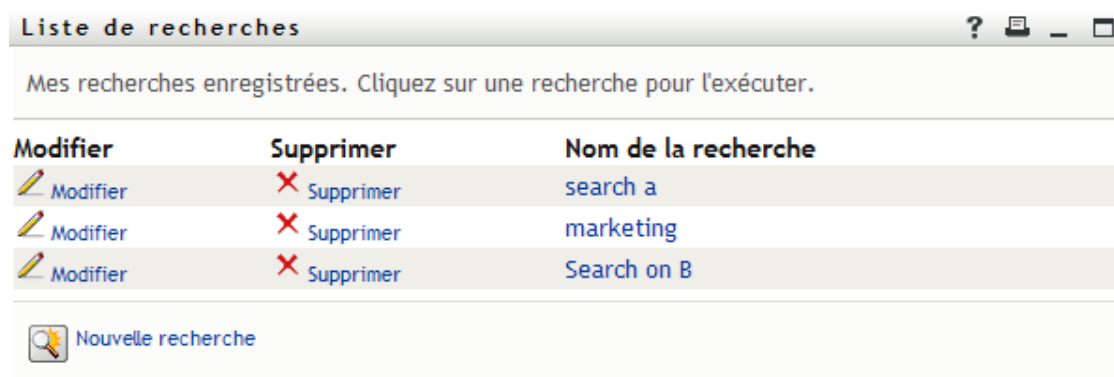 Liste de recherches
Mes recherches enregistrées. Cliquez sur une recherche pour l'exécuter.
Modifier Supprimer Nom de la recherche
Modifier Supprimer search a
Modifier Supprimer marketing
Modifier Supprimer Search on B
Nouvelle recherche